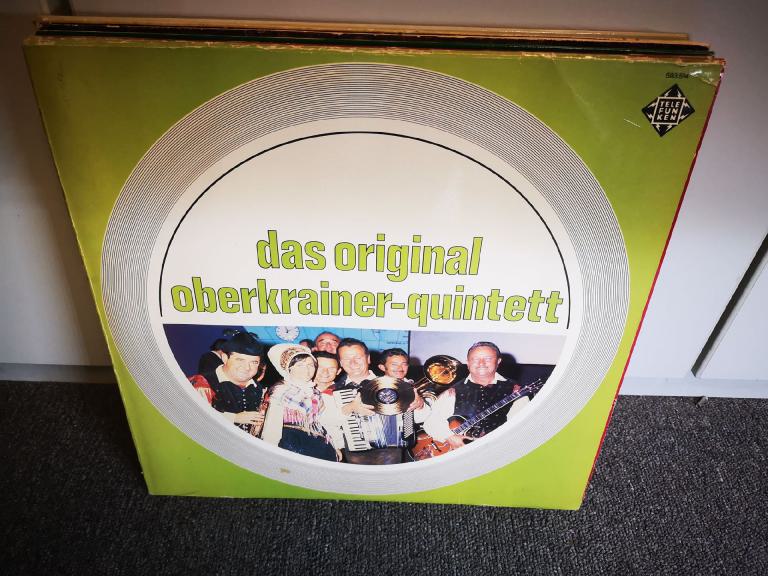 TELE
FUN
KEN
das original
oberkrainer-quintett